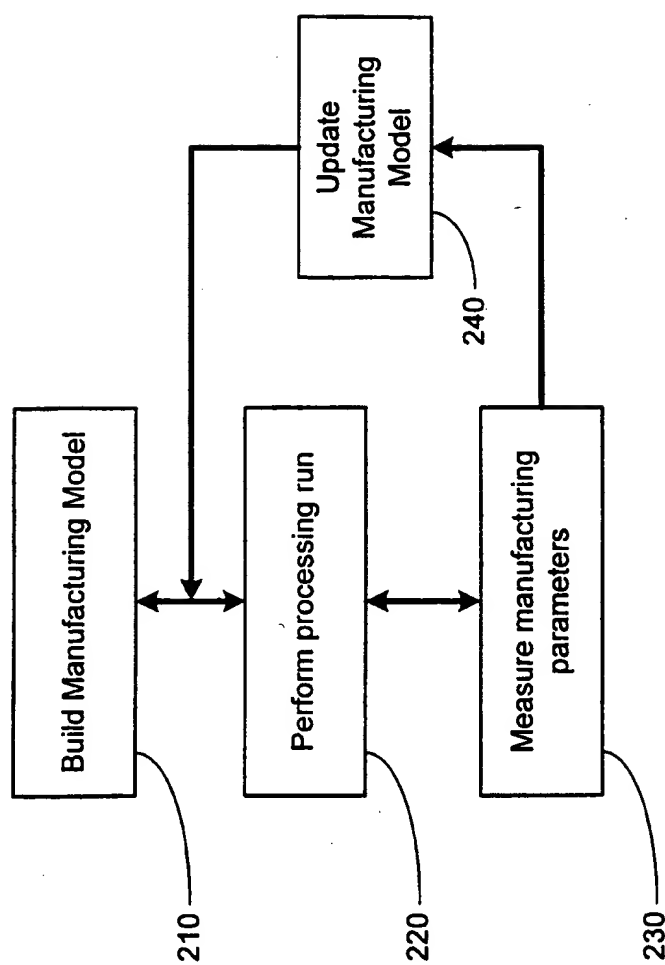 Build Manufacturing Model
210
Perform processing run
220
Measure manufacturing
parameters
230
Update
Manufacturing
Model
240